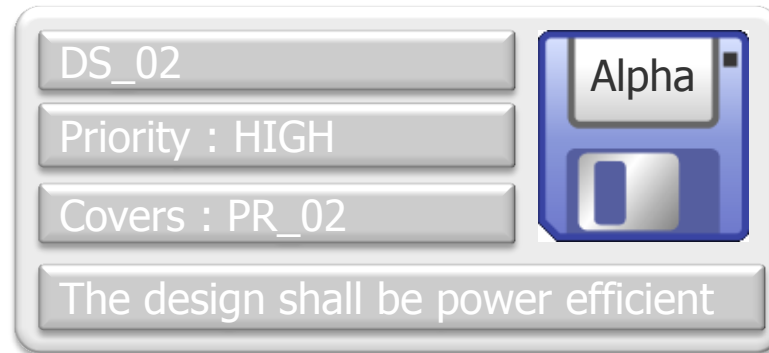 DS_02
Alpha
Priority : HIGH
Covers : PR_02
The design shall be power efficient